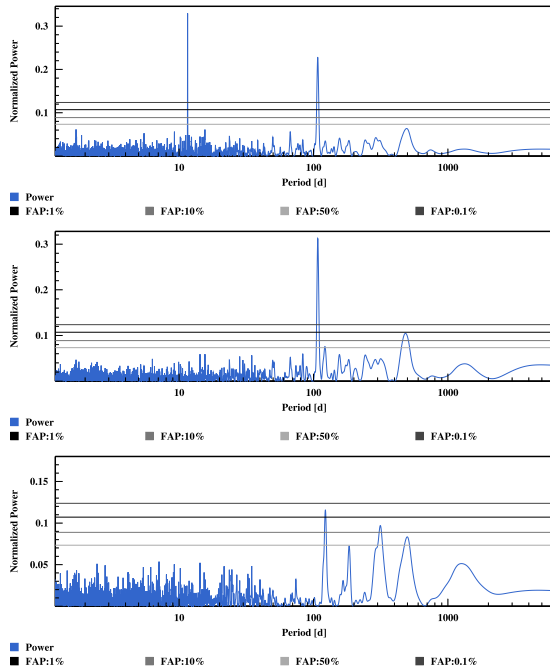 Normalized Power
0.3
0.2
0.1
10
100
1000
Period [d]
Power
FAP:1% FAP:10% FAP:50% FAP:0.1%
Normalized Power
0.3
0.2
0.1
10
100
1000
Period [d]
Power
FAP:1% FAP:10% FAP:50% FAP:0.1%
Normalized Power
0.15
0.1
0.05
10
100
1000
Period [d]
Power
FAP:1% FAP:10% FAP:50% FAP:0.1%